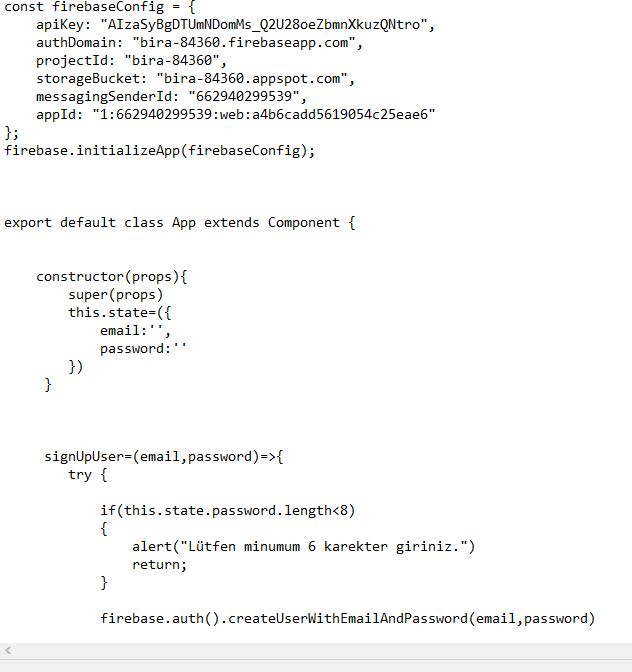 const firebaseConfig = {
    apiKey: "AIzaSyBgDTUmNDomMs_Q2U28oeZbmnXkuzQNtro",
    authDomain: "bira-84360.firebaseapp.com",
    projectId: "bira-84360",
    storageBucket: "bira-84360.appspot.com",
    messagingSenderId: "662940299539",
    appId: "1:662940299539:web:a4b6cadd5619054c25eae6"
};
firebase.initializeApp(firebaseConfig);
export default class App extends Component {
    constructor(props){
        super(props)
        this.state=({
            email:'',
            password:''
        })
     }
     signUpUser=(email,password)=>{
        try {
            if(this.state.password.length<8)
            {
                alert("Lütfen minumum 6 karekter giriniz.")
                return;
            }
            firebase.auth().createUserWithEmailAndPassword(email,password)